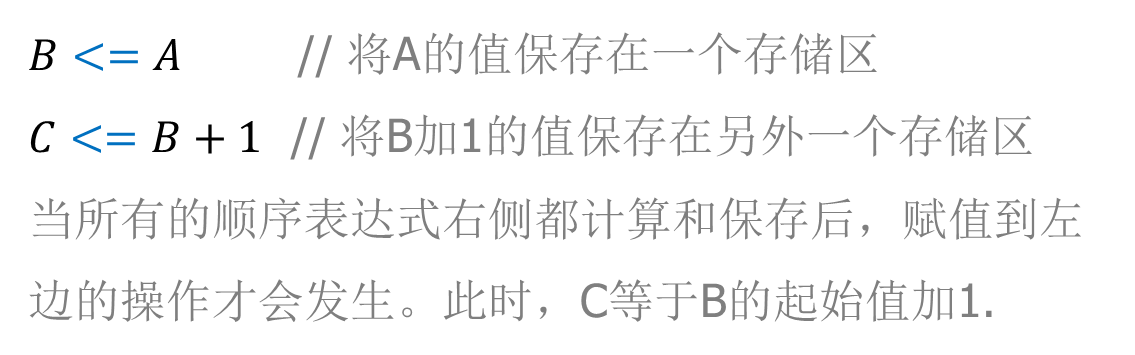 B <= A // 将A的值保存在一个存储区
C <= B + 1 // 将B加1的值保存在另外一个存储区
当所有的顺序表达式右侧都计算和保存后，赋值到左
边的操作才会发生。此时，C等于B的起始值加1.